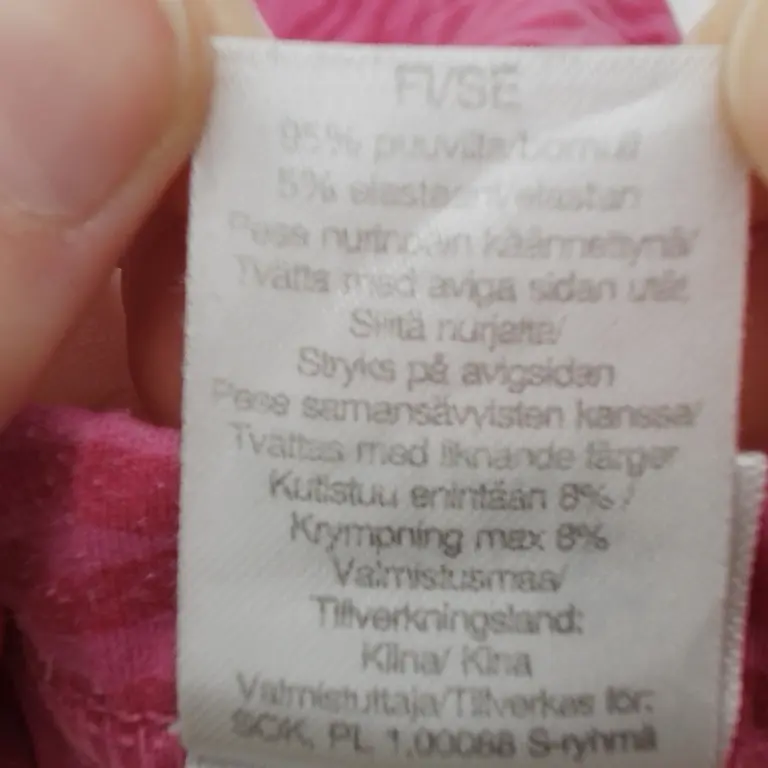 FI/SE
95% puuvilla/bomull
5% elastaani/elastan
Pese nurinpäin käännettynä/
Tvätta med aviga sidan utåt
Silitä nurjalta/
Stryks på avigsidan
Pese samansävyisten kanssa/
Tvättas med liknande färger
Kutistuu enintään 8% /
Krympning max 8%
Valmistusmaa/
Tillverkningsland:
Kiina/ Kina
Valmistuttaja/Tillverkas för:
SOK, PL 1,00088 S-ryhmä